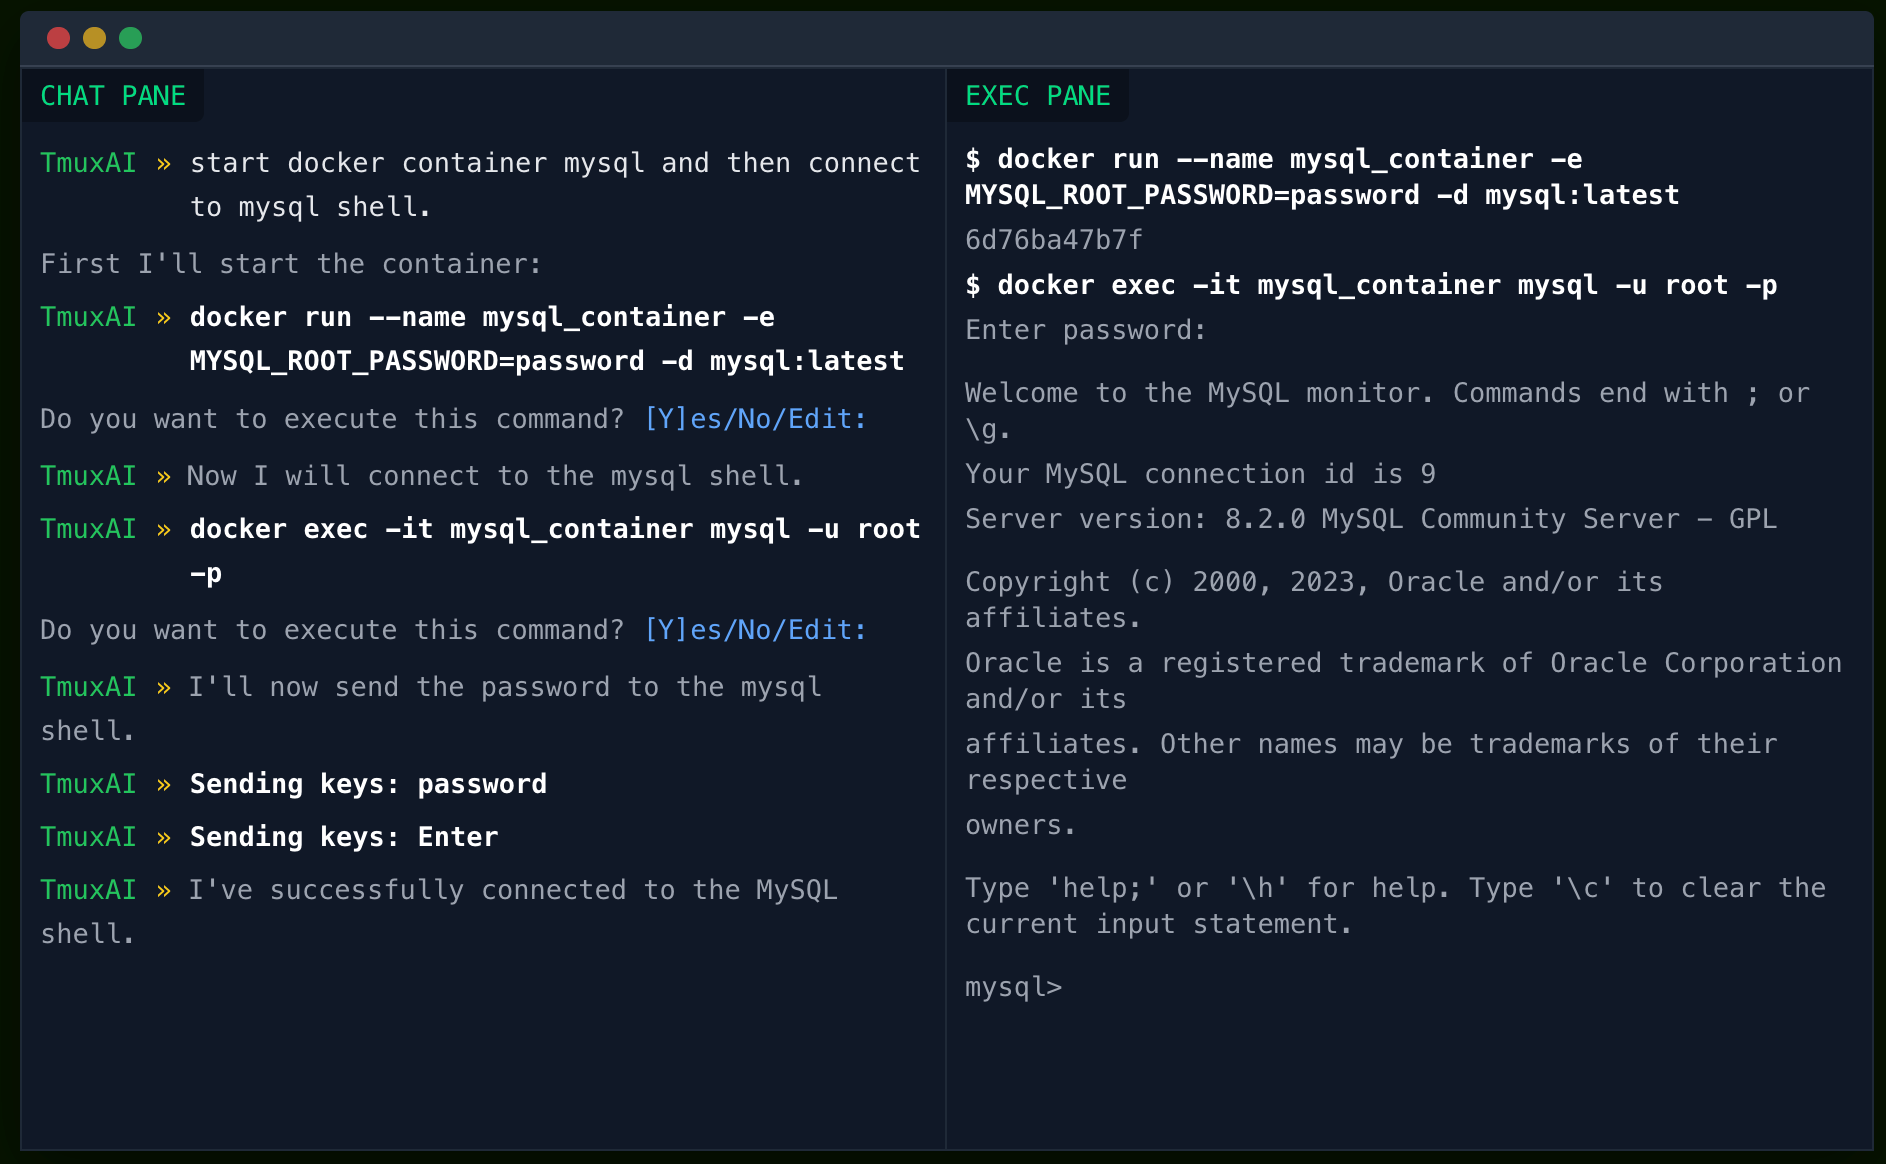 CHAT PANE
TmuxAI » start docker container mysql and then connect
to mysql shell.
First I'll start the container:
TmuxAI » docker run --name mysql_container -e
MYSQL_ROOT_PASSWORD=password -d mysql:latest
Do you want to execute this command? [Y]es/No/Edit:
TmuxAI » Now I will connect to the mysql shell.
TmuxAI » docker exec -it mysql_container mysql -u root
-p
Do you want to execute this command? [Y]es/No/Edit:
TmuxAI » I'll now send the password to the mysql
shell.
TmuxAI » Sending keys: password
TmuxAI » Sending keys: Enter
TmuxAI » I've successfully connected to the MySQL
shell.
EXEC PANE
$ docker run --name mysql_container -e
MYSQL_ROOT_PASSWORD=password -d mysql:latest
6d76ba47b7f
$ docker exec -it mysql_container mysql -u root -p
Enter password:
Welcome to the MySQL monitor. Commands end with ; or
\g.
Your MySQL connection id is 9
Server version: 8.2.0 MySQL Community Server - GPL
Copyright (c) 2000, 2023, Oracle and/or its
affiliates.
Oracle is a registered trademark of Oracle Corporation
and/or its
affiliates. Other names may be trademarks of their
respective
owners.
Type 'help;' or '\h' for help. Type '\c' to clear the
current input statement.
mysql>